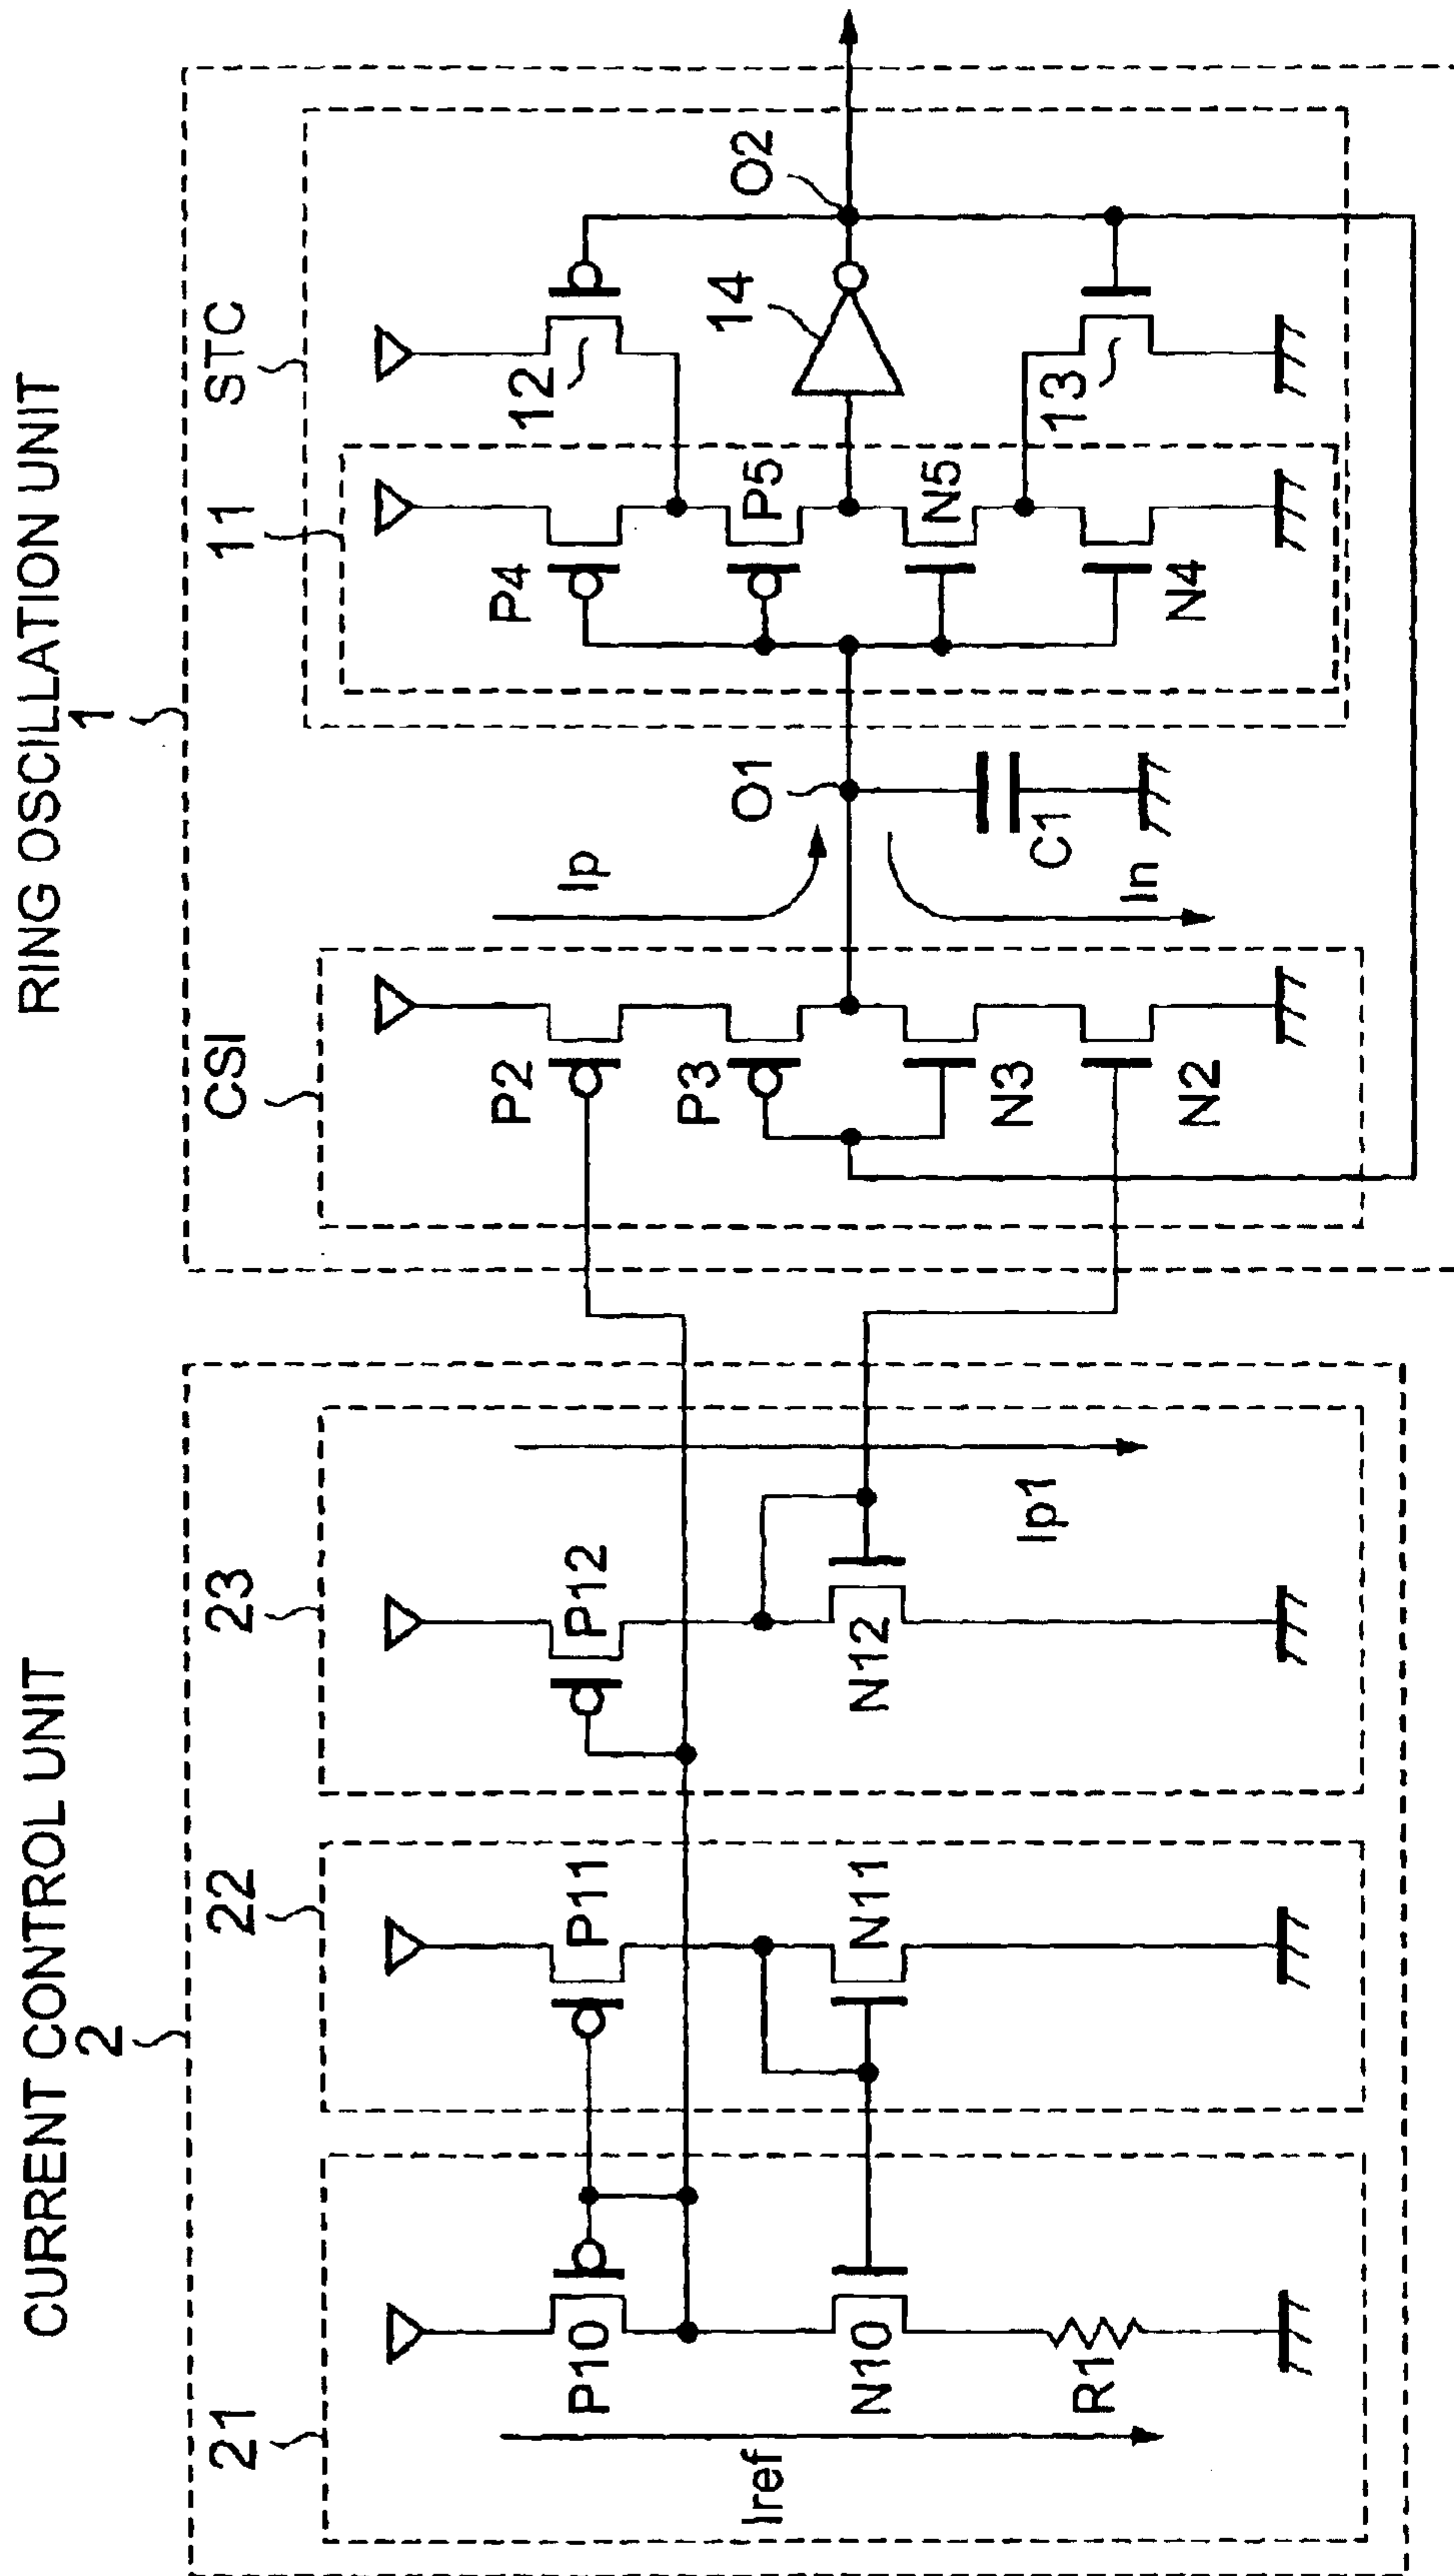 CURRENT CONTROL UNIT
2
RING OSCILLATION UNIT
1
21
22
23
CSI
11
STC
P10
N10
R1
Iref
P11
N11
P12
N12
Ip1
P2
P3
N3
N2
Ip
In
O1
C1
P4
P5
N5
N4
12
13
14
O2